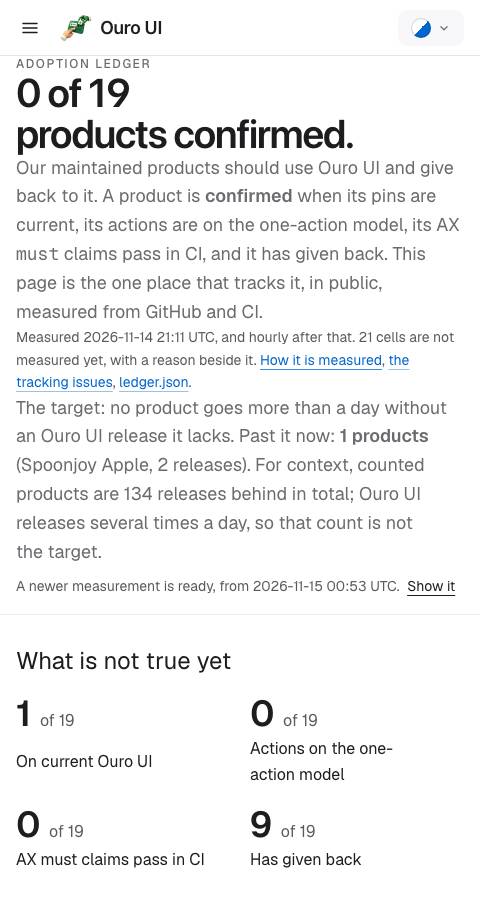 Ouro UI
ADOPTION LEDGER
0 of 19
products confirmed.
Our maintained products should use Ouro UI and give
back to it. A product is confirmed when its pins are
current, its actions are on the one-action model, its AX
must claims pass in CI, and it has given back. This
page is the one place that tracks it, in public,
measured from GitHub and CI.
Measured 2026-11-14 21:11 UTC, and hourly after that. 21 cells are not
measured yet, with a reason beside it. How it is measured, the
tracking issues, ledger.json.
The target: no product goes more than a day without
an Ouro UI release it lacks. Past it now: 1 products
(Spoonjoy Apple, 2 releases). For context, counted
products are 134 releases behind in total; Ouro UI
releases several times a day, so that count is not
the target.
A newer measurement is ready, from 2026-11-15 00:53 UTC. Show it
What is not true yet
1 of 19
On current Ouro UI
0 of 19
Actions on the one-
action model
0 of 19
AX must claims pass in CI
9 of 19
Has given back